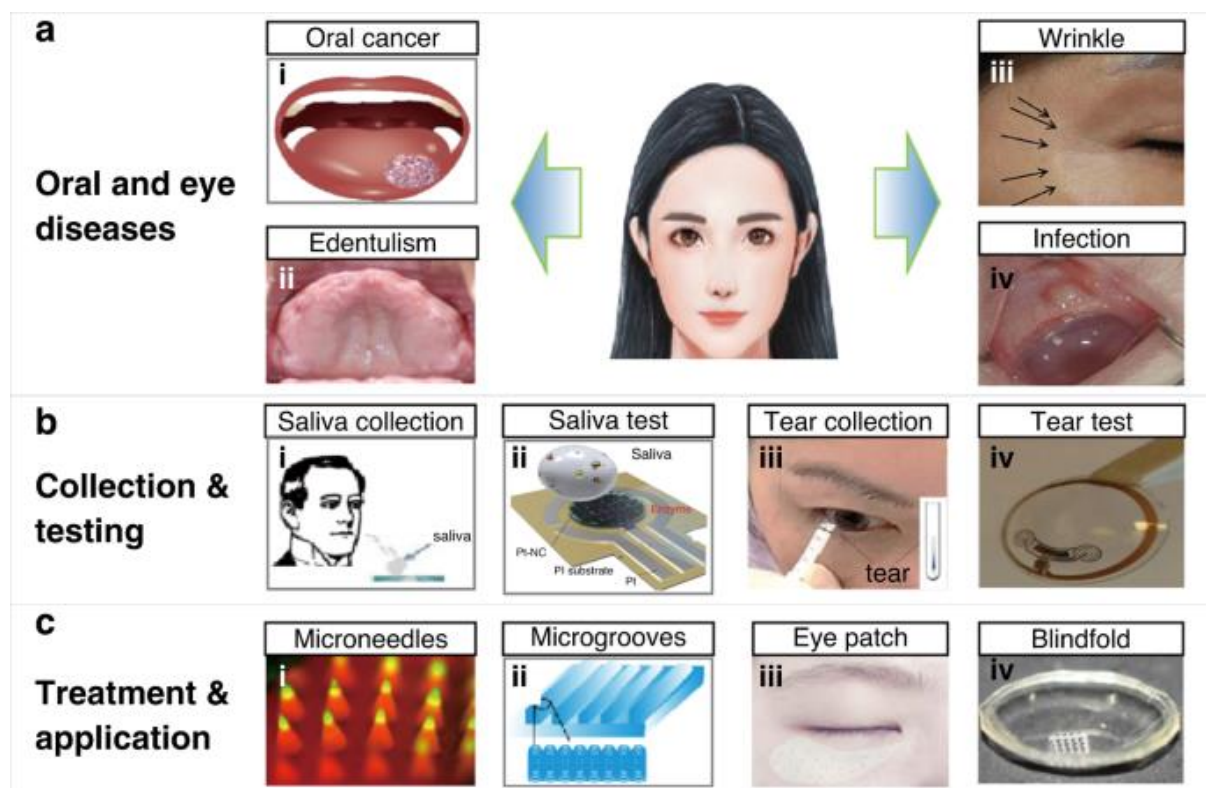 a
Oral and eye
diseases
Oral cancer
i
Edentulism
ii
Wrinkle
iii
Infection
iv
b
Collection &
testing
Saliva collection
i
saliva
Saliva test
ii
Saliva
Enzyme
Pt-NC
PI substrate
Pt
Tear collection
iii
tear
Tear test
iv
c
Treatment &
application
Microneedles
i
Microgrooves
ii
Eye patch
iii
Blindfold
iv